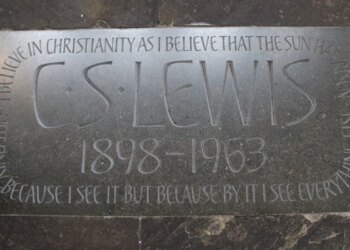 I BELIEVE IN CHRISTIANITY AS I BELIEVE THAT THE SUN
C·S·LEWIS
1898–1963
BECAUSE I SEE IT BUT BECAUSE BY IT I SEE EVERYTHING